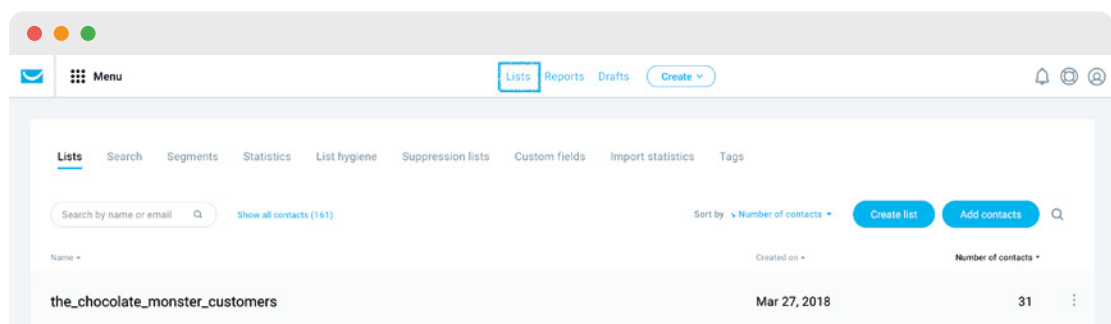 Menu Lists Reports Drafts Create
Lists Search Segments Statistics List hygiene Suppression lists Custom fields Import statistics Tags
Search by name or email Show all contacts (161) Sort by Number of contacts Create list Add contacts
Name Created on Number of contacts
the_chocolate_monster_customers Mar 27, 2018 31